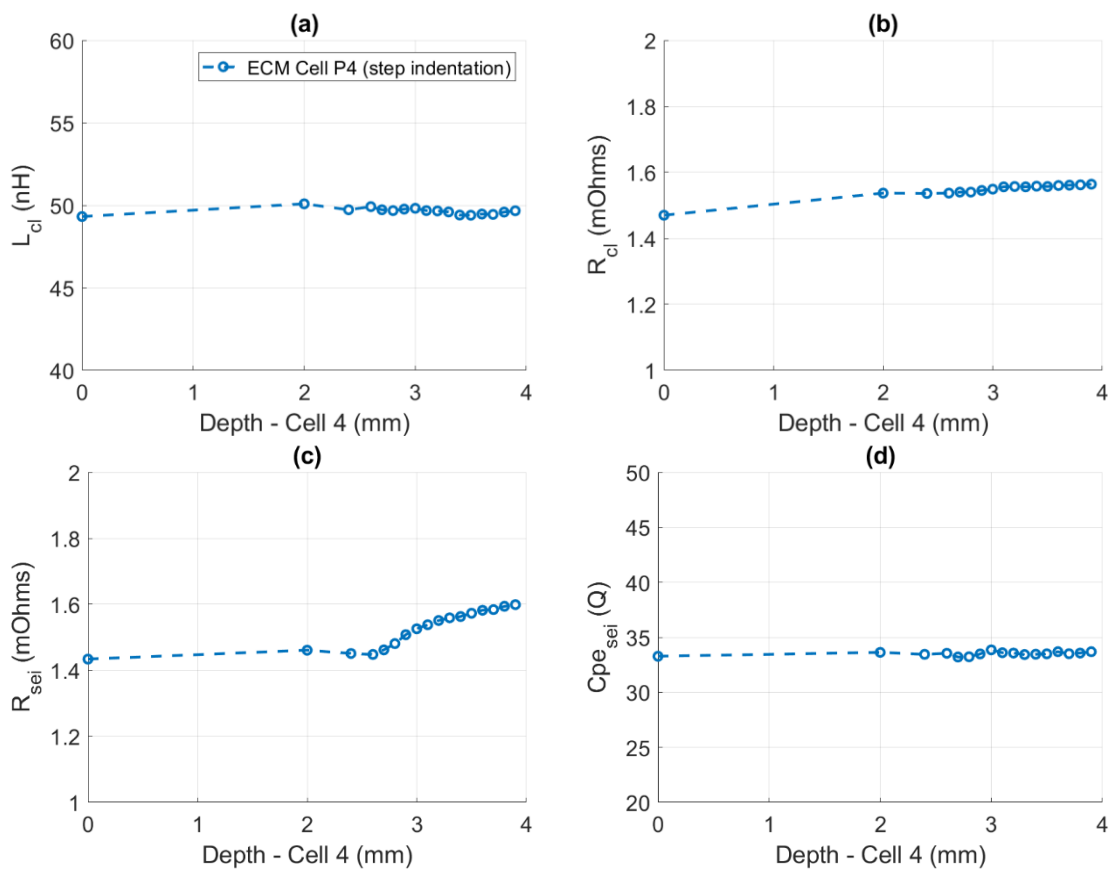 (a)
60
55
50
45
40
L_cl (nH)
ECM Cell P4 (step indentation)
0 1 2 3 4
Depth - Cell 4 (mm)
(b)
2
1.8
1.6
1.4
1.2
1
R_cl (mOhms)
0 1 2 3 4
Depth - Cell 4 (mm)
(c)
2
1.8
1.6
1.4
1.2
1
R_sei (mOhms)
0 1 2 3 4
Depth - Cell 4 (mm)
(d)
50
45
40
35
30
25
20
Cpe_sei (Q)
0 1 2 3 4
Depth - Cell 4 (mm)